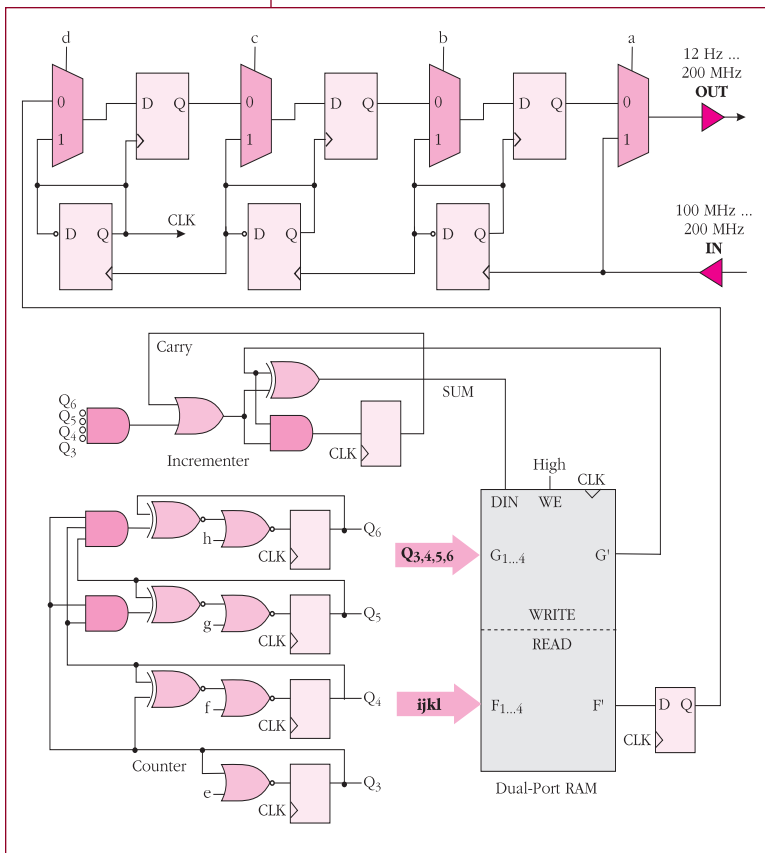 d
c
b
a
12 Hz ...
200 MHz
OUT
0
1
D Q
0
1
D Q
0
1
D Q
0
1
D Q
CLK
D Q
D Q
100 MHz ...
200 MHz
IN
Carry
SUM
Q6
Q5
Q4
Q3
Incrementer
CLK
High
CLK
DIN WE
h
CLK
Q6
Q3,4,5,6
G1...4
G'
g
CLK
Q5
WRITE
READ
f
CLK
Q4
ijkl
F1...4
F'
D Q
CLK
Counter
e
CLK
Q3
Dual-Port RAM